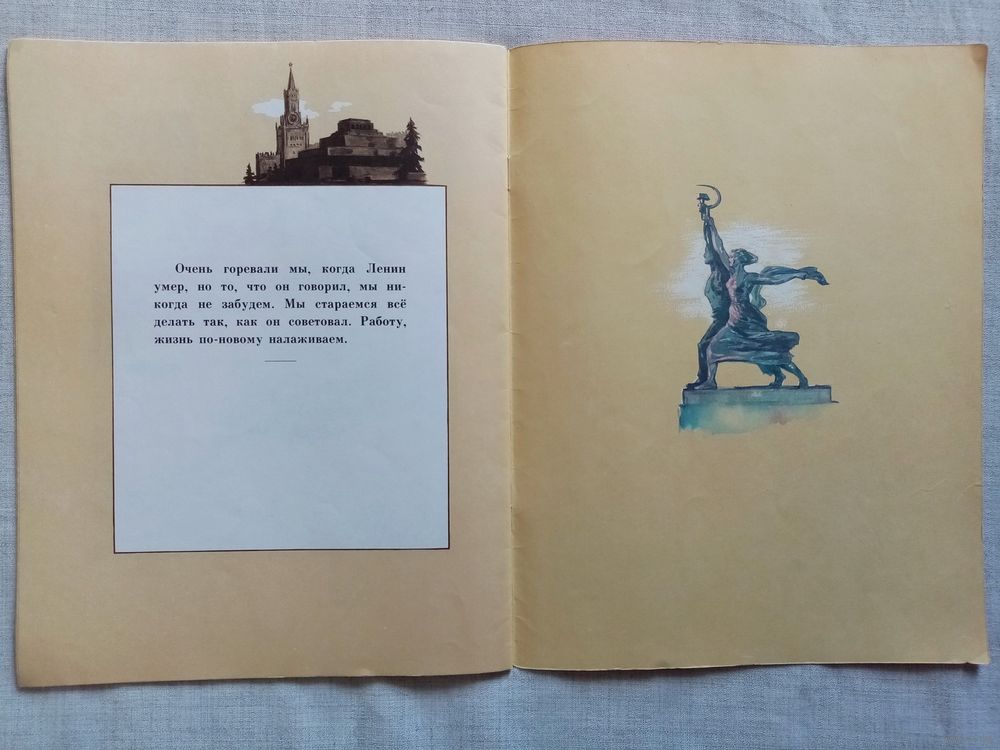 Очень горевали мы, когда Ленин
умер, но то, что он говорил, мы ни-
когда не забудем. Мы стараемся всё
делать так, как он советовал. Работу,
жизнь по-новому налаживаем.